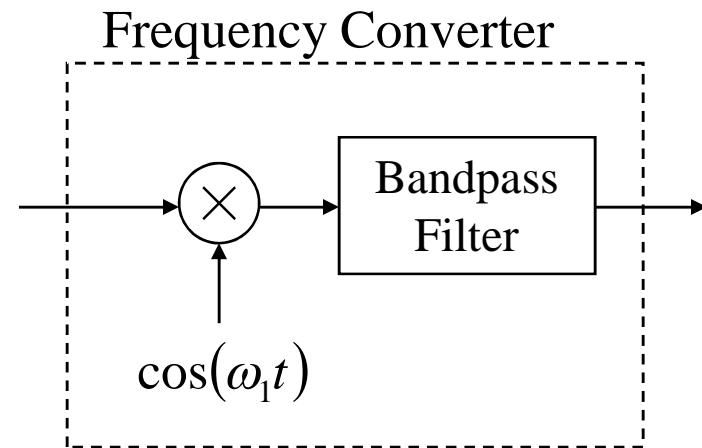 Frequency Converter
×
Bandpass
Filter
cos(ω₁t)